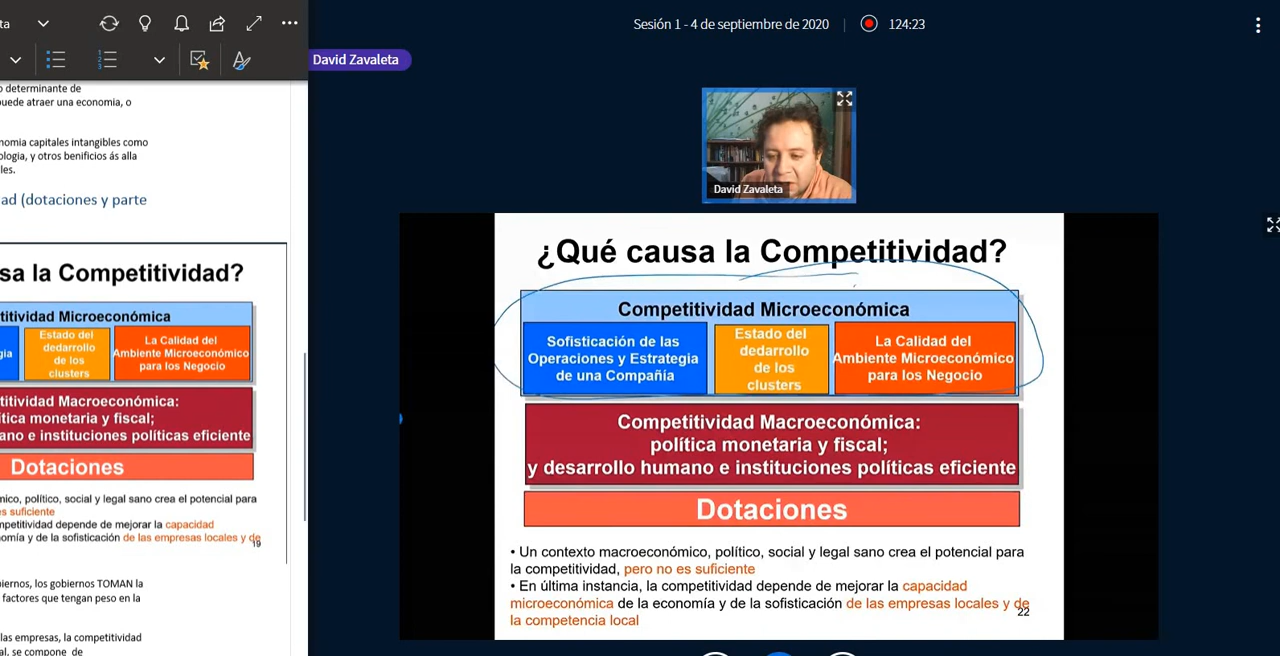 ta
o determinante de
uede atraer una economia, o
nomia capitales intangibles como
ologia, y otros benificios ás alla
les.
ad (dotaciones y parte
sa la Competitividad?
titividad Microeconómica
gia
Estado del
dedarrollo
de los
clusters
La Calidad del
Ambiente Microeconómico
para los Negocio
titividad Macroeconómica:
ítica monetaria y fiscal;
ano e instituciones políticas eficiente
Dotaciones
mico, político, social y legal sano crea el potencial para
es suficiente
mpetitividad depende de mejorar la capacidad
nomía y de la sofisticación de las empresas locales y de
19
biernos, los gobiernos TOMAN la
factores que tengan peso en la
las empresas, la competitividad
al, se compone de
Sesión 1 - 4 de septiembre de 2020
124:23
David Zavaleta
David Zavaleta
¿Qué causa la Competitividad?
Competitividad Microeconómica
Sofisticación de las
Operaciones y Estrategia
de una Compañía
Estado del
dedarrollo
de los
clusters
La Calidad del
Ambiente Microeconómico
para los Negocio
Competitividad Macroeconómica:
política monetaria y fiscal;
y desarrollo humano e instituciones políticas eficiente
Dotaciones
• Un contexto macroeconómico, político, social y legal sano crea el potencial para
la competitividad, pero no es suficiente
• En última instancia, la competitividad depende de mejorar la capacidad
microeconómica de la economía y de la sofisticación de las empresas locales y de
la competencia local
22